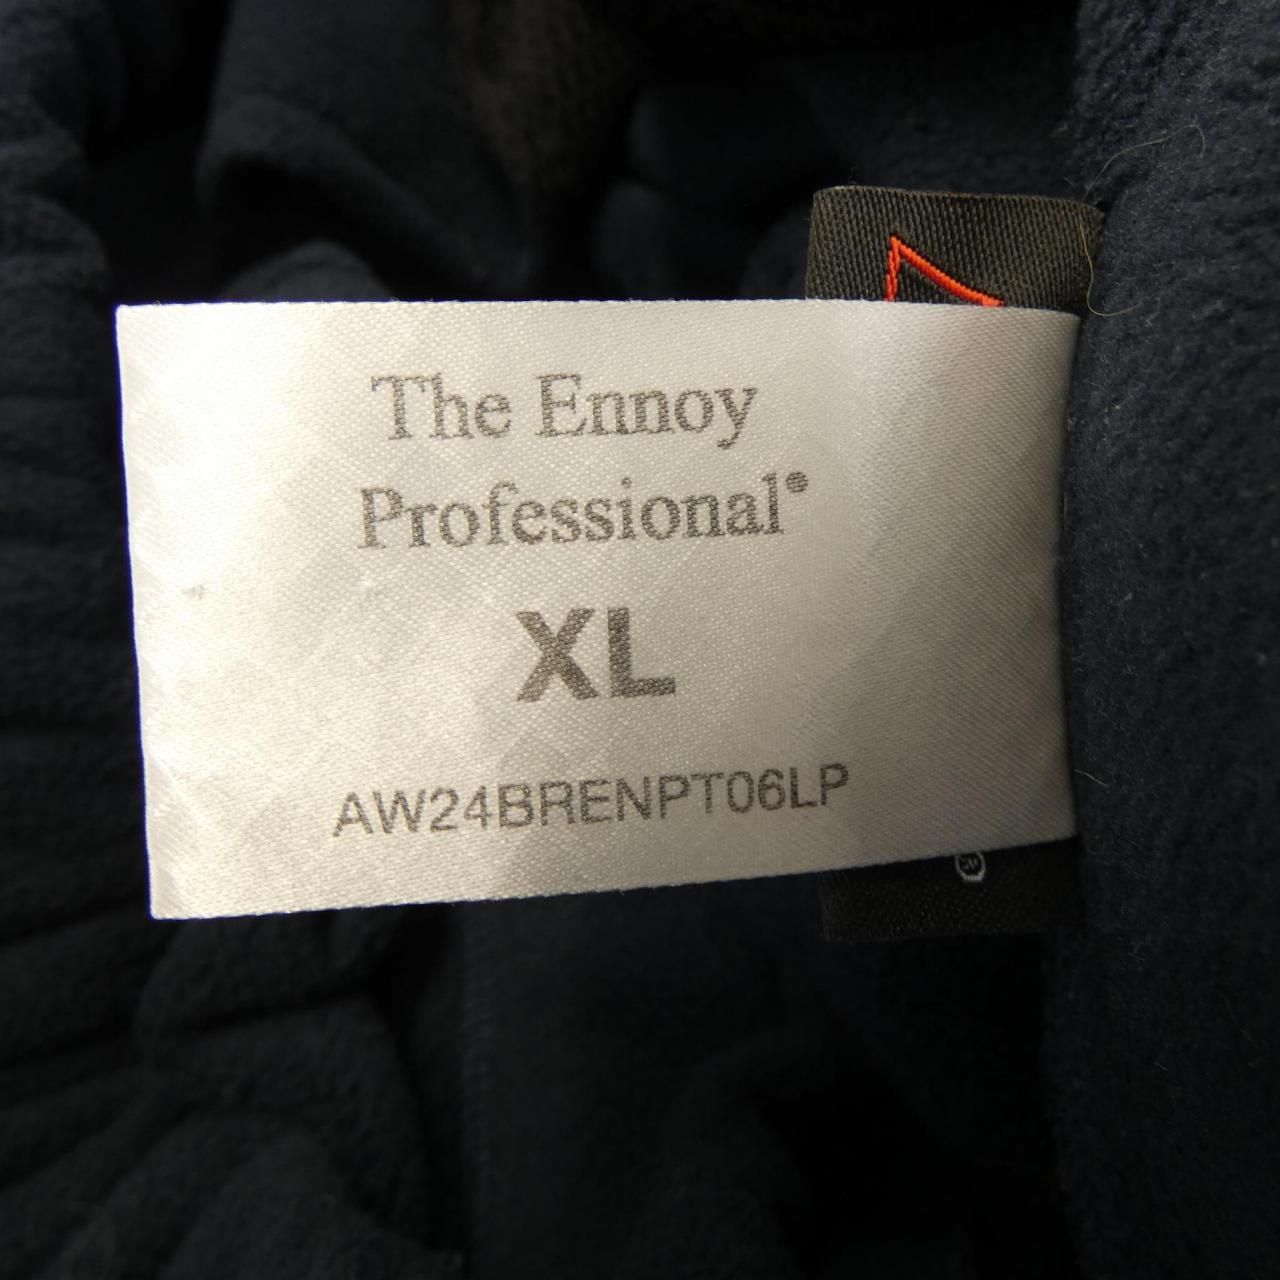 The Ennoy
Professional®
XL
AW24BRENPT06LP
®